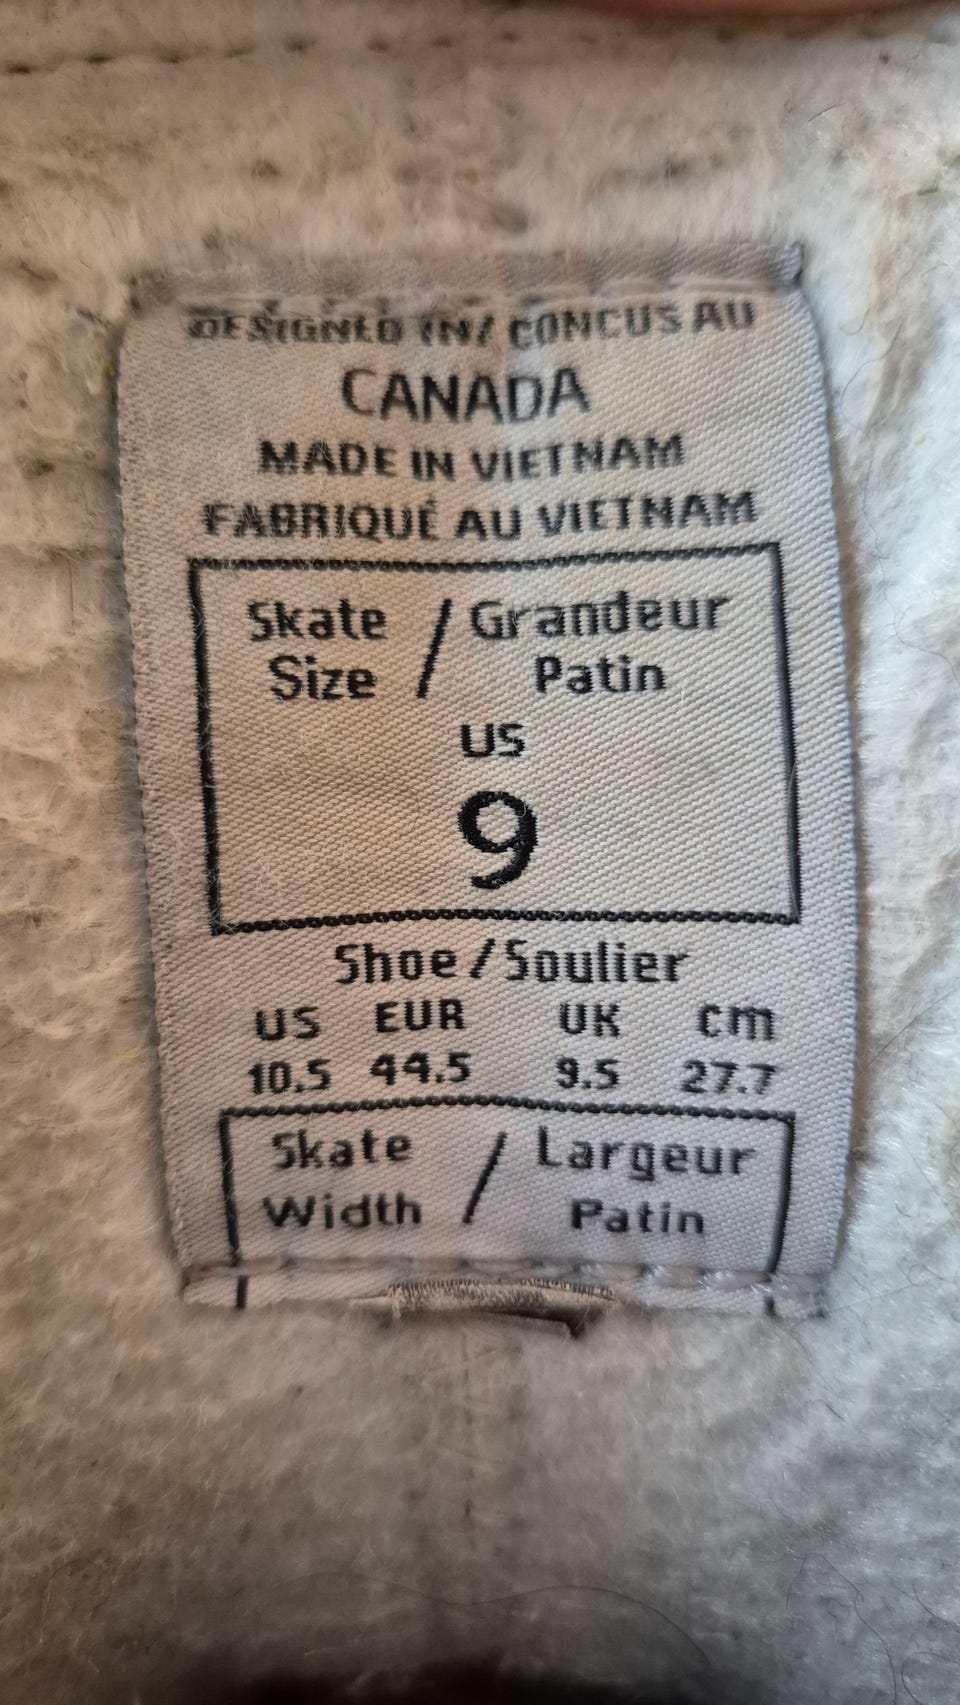 DESIGNED IN/ CONCUS AU
CANADA
MADE IN VIETNAM
FABRIQUÉ AU VIETNAM
Skate / Grandeur
Size Patin
US
9
Shoe/Soulier
US EUR UK cm
10.5 44.5 9.5 27.7
Skate / Largeur
Width Patin